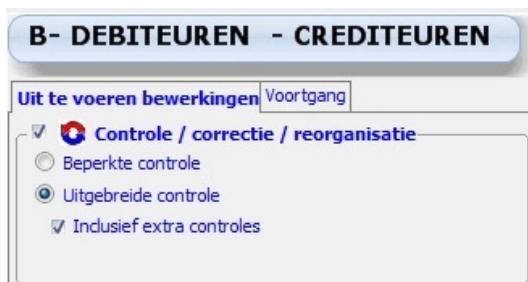 B- DEBITEUREN - CREDITEUREN
Uit te voeren bewerkingen Voortgang
Controle / correctie / reorganisatie
Beperkte controle
Uitgebreide controle
Inclusief extra controles